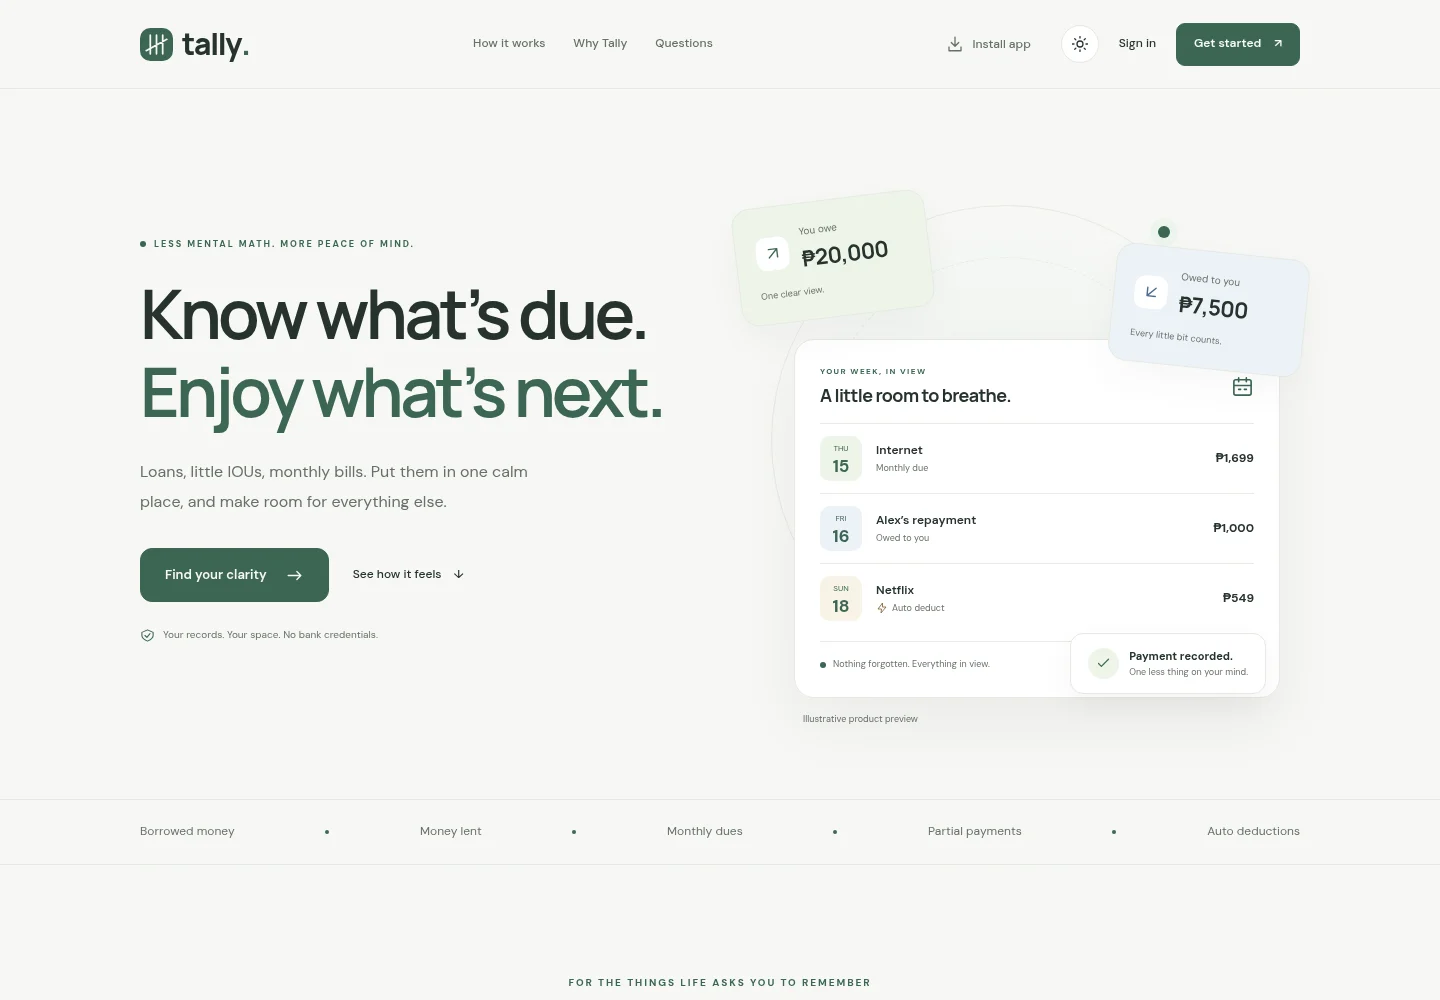 tally.
How it works
Why Tally
Questions
Install app
Sign in
Get started
LESS MENTAL MATH. MORE PEACE OF MIND.
Know what’s due.
Enjoy what’s next.
Loans, little IOUs, monthly bills. Put them in one calm
place, and make room for everything else.
Find your clarity
See how it feels
Your records. Your space. No bank credentials.
You owe
₱20,000
One clear view.
Owed to you
₱7,500
Every little bit counts.
YOUR WEEK, IN VIEW
A little room to breathe.
THU
15
Internet
Monthly due
₱1,699
FRI
16
Alex’s repayment
Owed to you
₱1,000
SUN
18
Netflix
Auto deduct
₱549
Nothing forgotten. Everything in view.
Payment recorded.
One less thing on your mind.
Illustrative product preview
Borrowed money
Money lent
Monthly dues
Partial payments
Auto deductions
FOR THE THINGS LIFE ASKS YOU TO REMEMBER